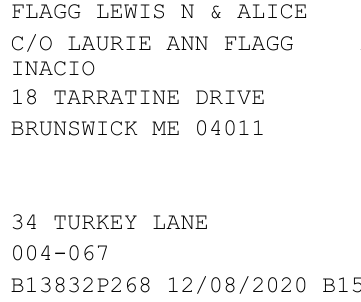 FLAGG LEWIS N & ALICE
C/O LAURIE ANN FLAGG
INACIO
18 TARRATINE DRIVE
BRUNSWICK ME 04011
34 TURKEY LANE
004-067
B13832P268 12/08/2020 B15